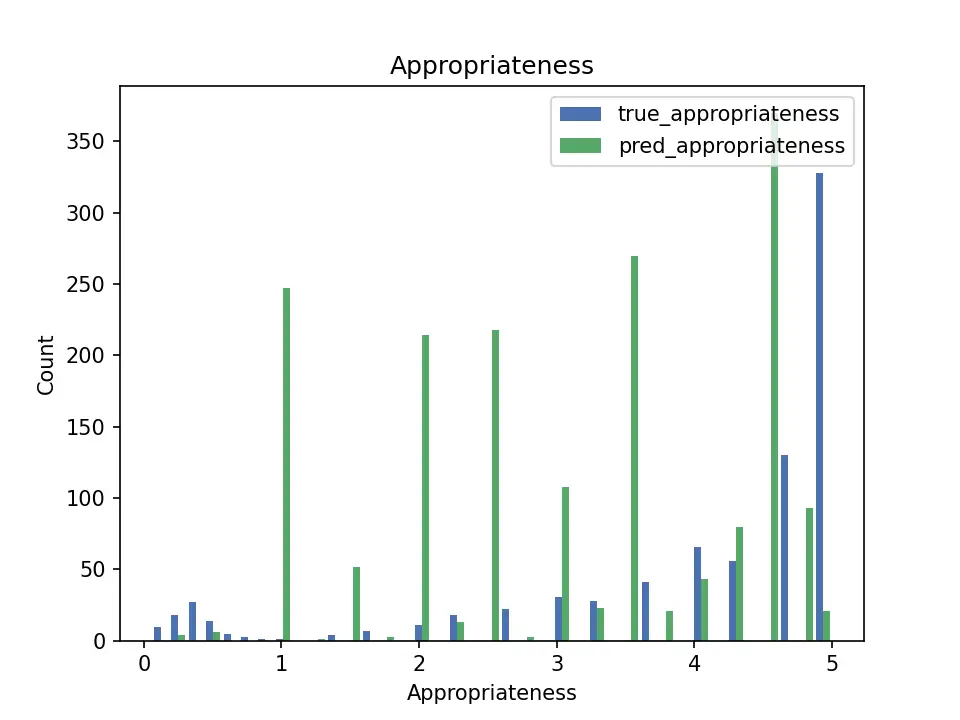 Appropriateness
true_appropriateness
pred_appropriateness
350
300
250
200
150
100
50
0
Count
0 1 2 3 4 5
Appropriateness